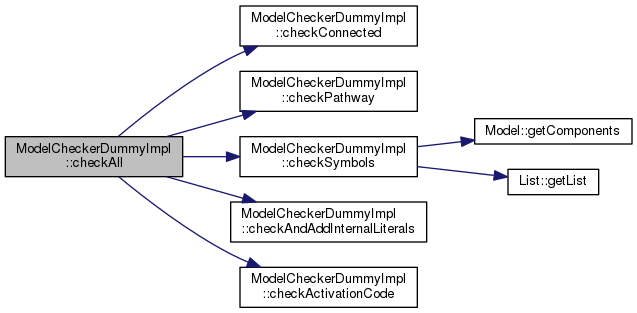 ModelCheckerDummyImpl
::checkAll
ModelCheckerDummyImpl
::checkConnected
ModelCheckerDummyImpl
::checkPathway
ModelCheckerDummyImpl
::checkSymbols
ModelCheckerDummyImpl
::checkAndAddInternalLiterals
ModelCheckerDummyImpl
::checkActivationCode
Model::getComponents
List::getList